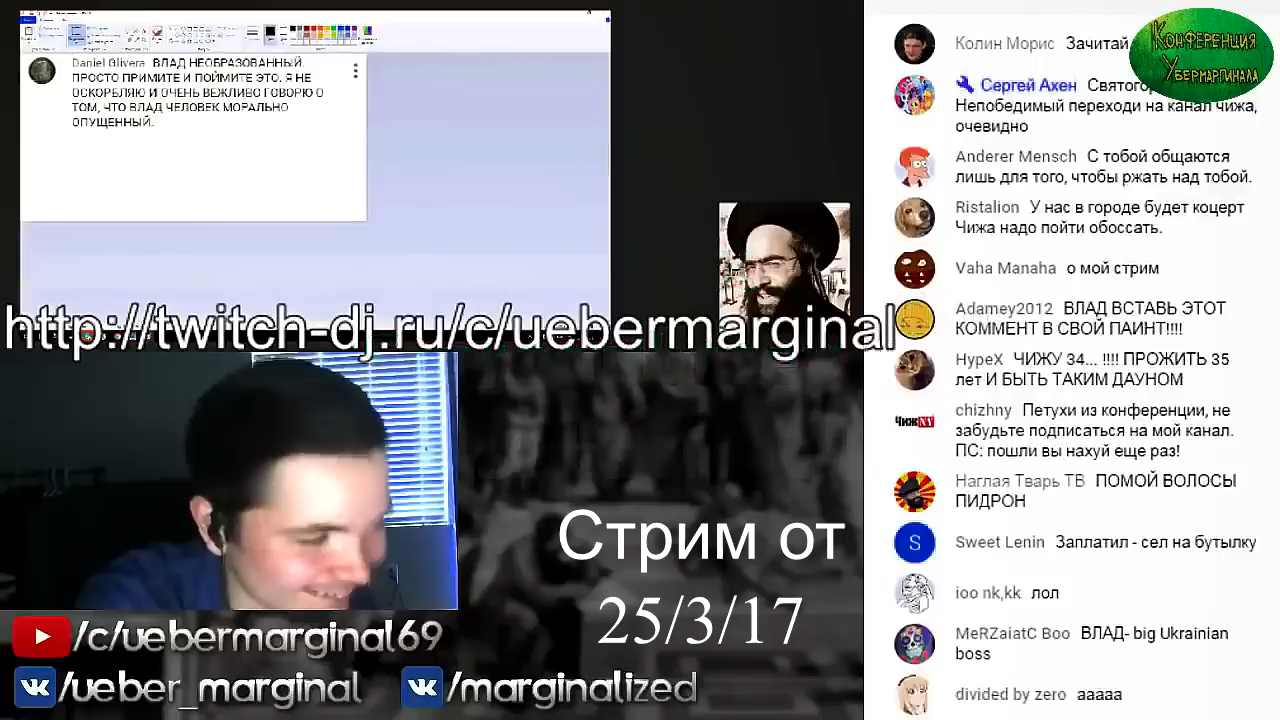 Daniel Olivera ВЛАД НЕОБРАЗОВАННЫЙ.
ПРОСТО ПРИМИТЕ И ПОЙМИТЕ ЭТО. Я НЕ
ОСКОРБЛЯЮ И ОЧЕНЬ ВЕЖЛИВО ГОВОРЮ О
ТОМ, ЧТО ВЛАД ЧЕЛОВЕК МОРАЛЬНО
ОПУЩЕННЫЙ.
http://twitch-dj.ru/c/uebermarginal
Стрим от
25/3/17
/c/uebermarginal69
/ueber_marginal
/marginalized
Конференция
Убермаргинала
Колин Морис Зачитай
Сергей Ахен Святогор
Непобедимый переходи на канал чижа,
очевидно
Anderer Mensch С тобой общаются
лишь для того, чтобы ржать над тобой.
Ristalion У нас в городе будет коцерт
Чижа надо пойти обоссать.
Vaha Manaha о мой стрим
Adamey2012 ВЛАД ВСТАВЬ ЭТОТ
КОММЕНТ В СВОЙ ПАИНТ!!!!
HypeX ЧИЖУ 34... !!!! ПРОЖИТЬ 35
лет И БЫТЬ ТАКИМ ДАУНОМ
ЧижNY
chizhny Петухи из конференции, не
забудьте подписаться на мой канал.
ПС: пошли вы нахуй еще раз!
Наглая Тварь ТВ ПОМОЙ ВОЛОСЫ
ПИДРОН
S
Sweet Lenin Заплатил - сел на бутылку
ioo nk,kk лол
MeRZaiatC Boo ВЛАД- big Ukrainian
boss
divided by zero ааааа